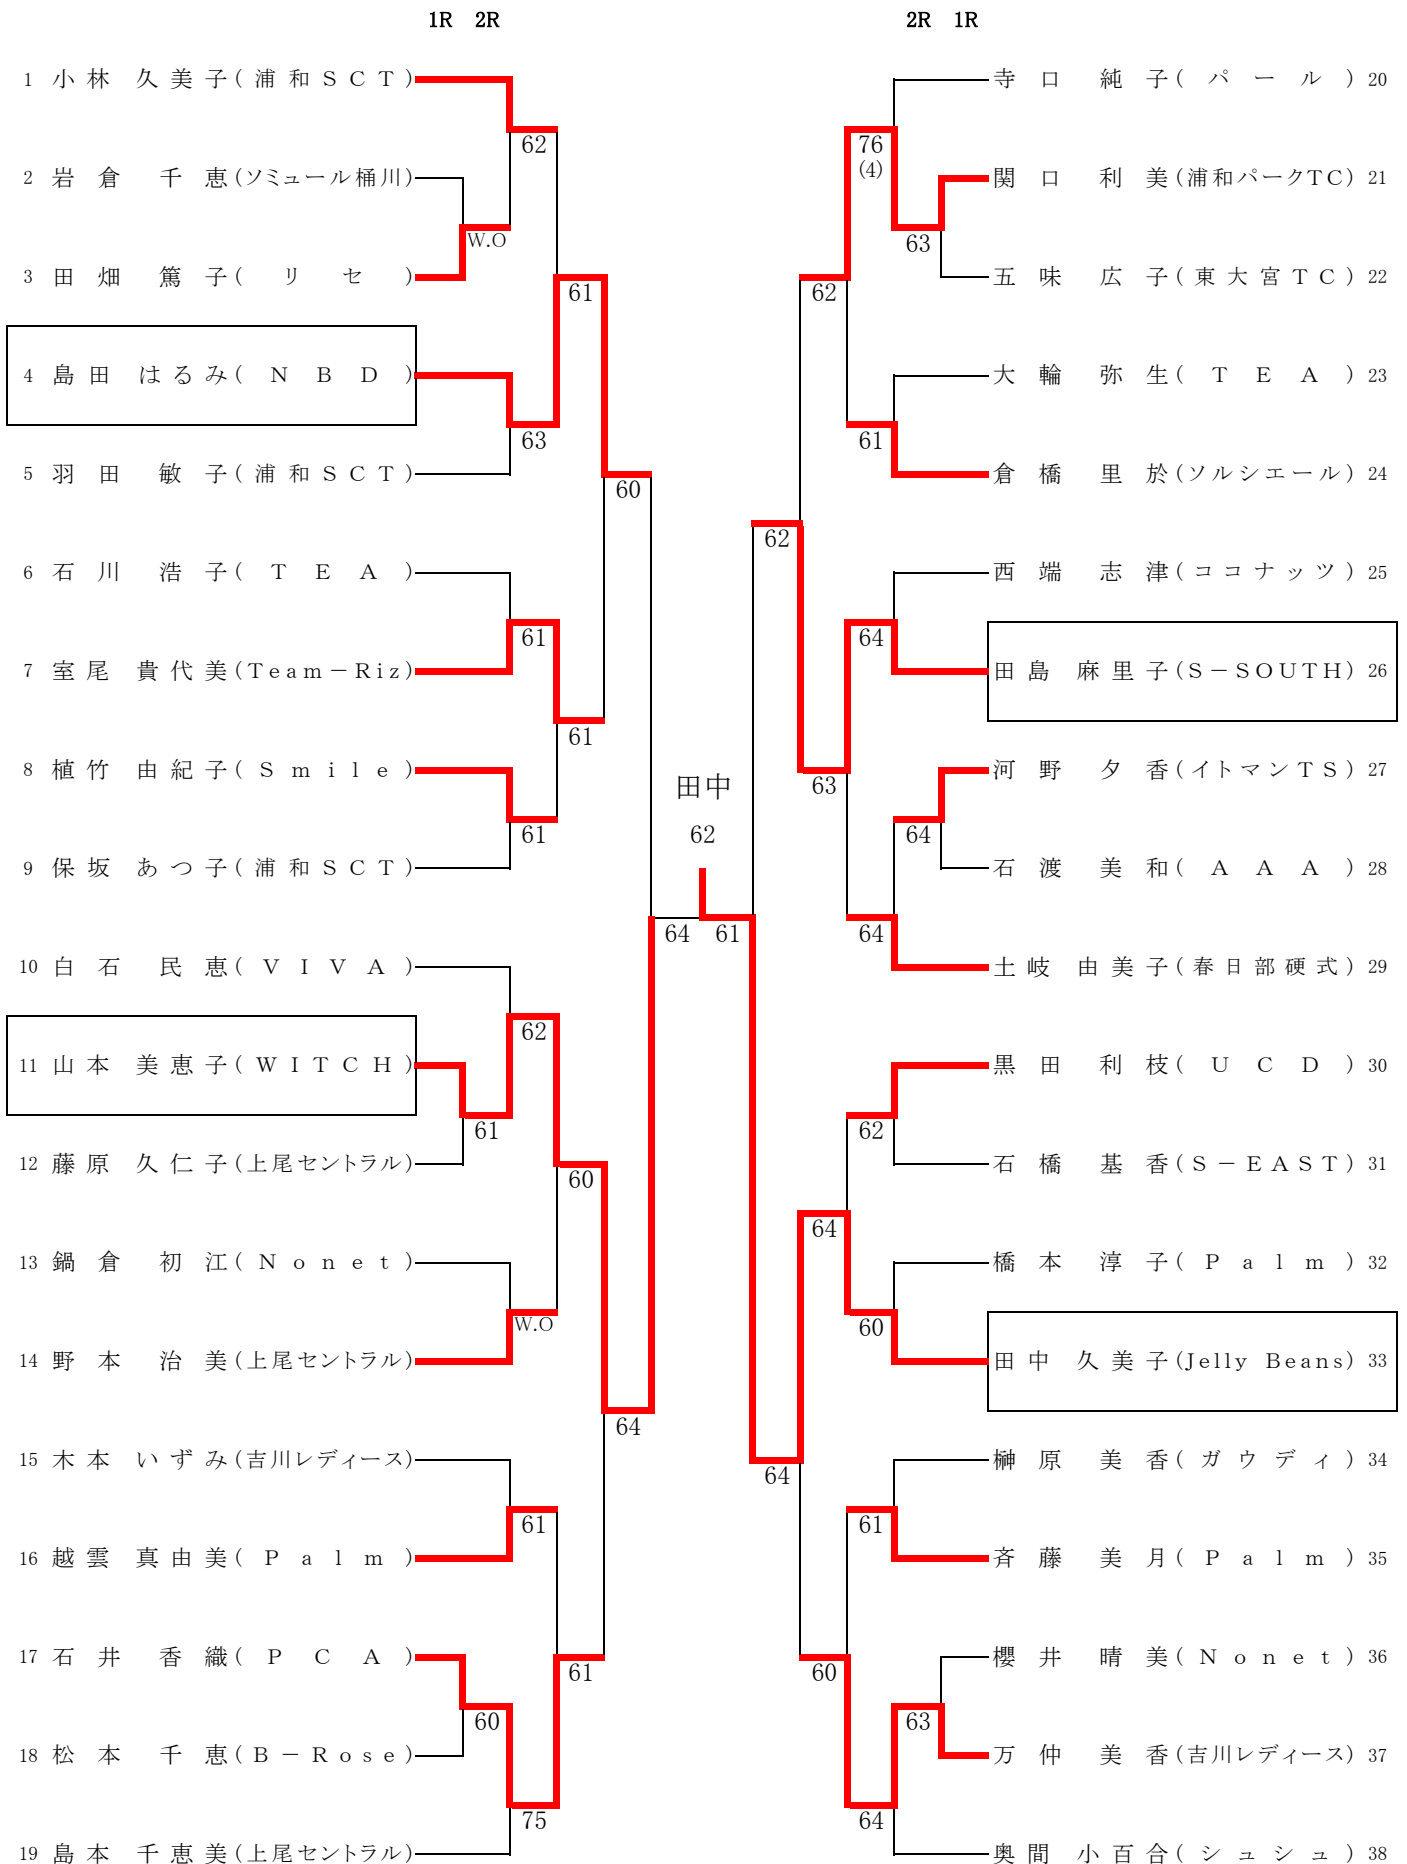 1R 2R
2R 1R
1 小林 久美子(浦和SCT)
62
2 岩倉 千恵(ソミュール桶川)
W.O
3 田畑 篤子(リセ)
61
4 島田 はるみ(NBD)
63
5 羽田 敏子(浦和SCT)
60
6 石川 浩子(TEA)
61
7 室尾 貴代美(Team-Riz)
61
8 植竹 由紀子(Smile)
61
9 保坂 あつ子(浦和SCT)
10 白石 民恵(VIVA)
62
11 山本 美恵子(WITCH)
61
12 藤原 久仁子(上尾セントラル)
60
13 鍋倉 初江(Nonet)
W.O
14 野本 治美(上尾セントラル)
64
15 木本 いずみ(吉川レディース)
61
16 越雲 真由美(Palm)
17 石井 香織(PCA)
61
60
18 松本 千恵(B-Rose)
75
19 島本 千恵美(上尾セントラル)
田中
62
64 61
寺口 純子(パール) 20
76
(4)
関口 利美(浦和パークTC) 21
63
五味 広子(東大宮TC) 22
62
大輪 弥生(TEA) 23
61
倉橋 里於(ソルシエール) 24
62
西端 志津(ココナッツ) 25
64
田島 麻里子(S-SOUTH) 26
河野 夕香(イトマンTS) 27
63
64
石渡 美和(AAA) 28
64
土岐 由美子(春日部硬式) 29
黒田 利枝(UCD) 30
62
石橋 基香(S-EAST) 31
64
橋本 淳子(Palm) 32
60
田中 久美子(Jelly Beans) 33
榊原 美香(ガウディ) 34
64
61
斉藤 美月(Palm) 35
櫻井 晴美(Nonet) 36
60
63
万仲 美香(吉川レディース) 37
64
奥間 小百合(シュシュ) 38